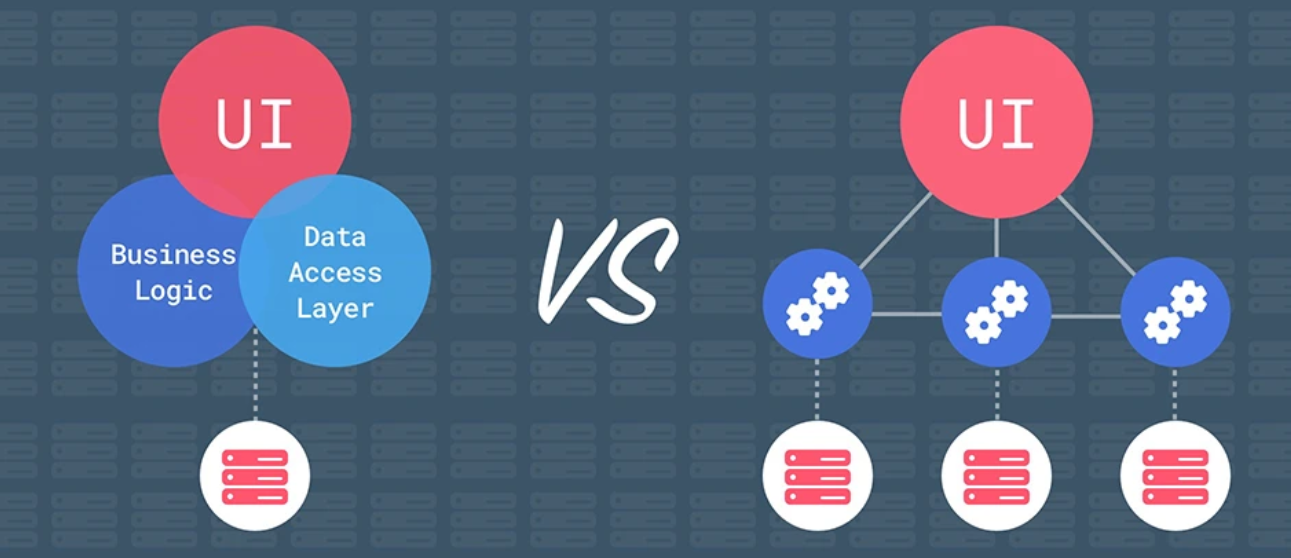 UI
Business
Logic
Data
Access
Layer
VS
UI